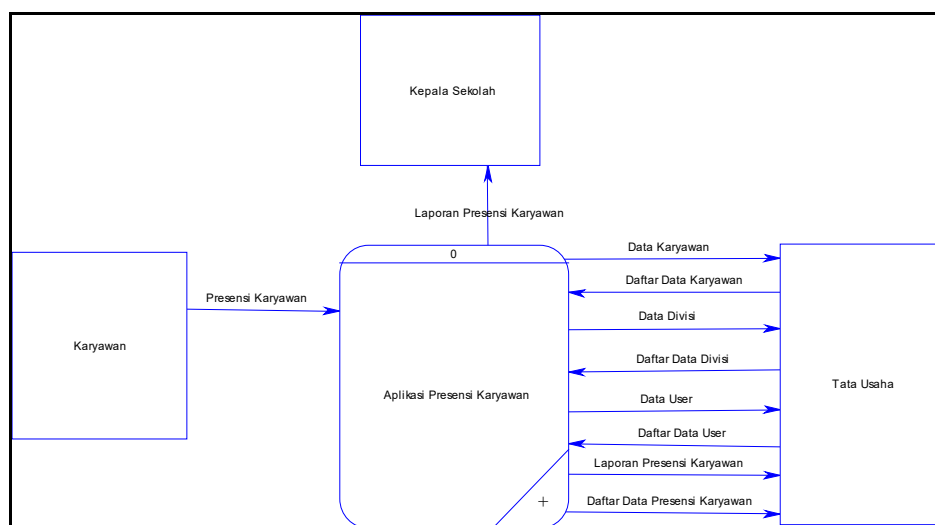 Kepala Sekolah
Laporan Presensi Karyawan
0
Data Karyawan
Daftar Data Karyawan
Presensi Karyawan
Data Divisi
Karyawan
Daftar Data Divisi
Tata Usaha
Aplikasi Presensi Karyawan
Data User
Daftar Data User
Laporan Presensi Karyawan
Daftar Data Presensi Karyawan
+